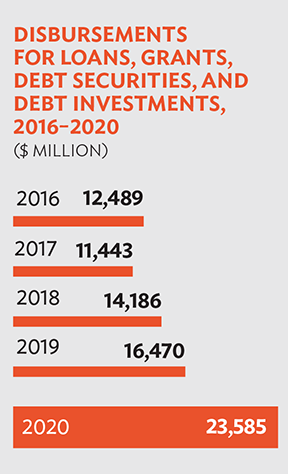 DISBURSEMENTS
FOR LOANS, GRANTS,
DEBT SECURITIES, AND
DEBT INVESTMENTS,
2016–2020
($ MILLION)
2016 12,489
2017 11,443
2018 14,186
2019 16,470
2020 23,585